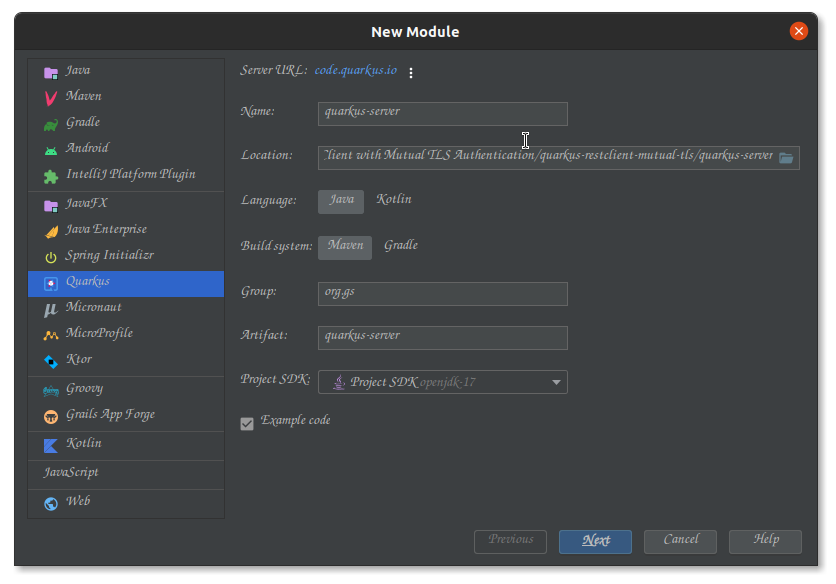 New Module
Java
Maven
Gradle
Android
IntelliJ Platform Plugin
JavaFX
Java Enterprise
Spring Initializr
Quarkus
Micronaut
MicroProfile
Ktor
Groovy
Grails App Forge
Kotlin
JavaScript
Web
Server URL: code.quarkus.io
Name: quarkus-server
Location: Client with Mutual TLS Authentication/quarkus-restclient-mutual-tls/quarkus-server
Language: Java Kotlin
Build system: Maven Gradle
Group: org.gs
Artifact: quarkus-server
Project SDK: Project SDK openjdk-17
Example code
Previous Next Cancel Help